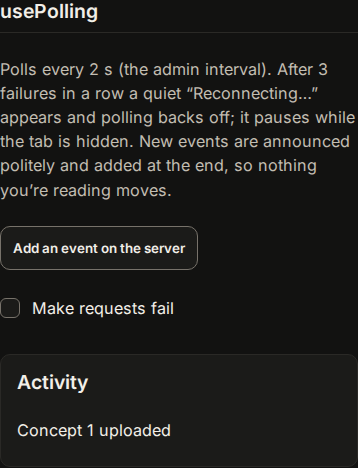 usePolling
Polls every 2 s (the admin interval). After 3
failures in a row a quiet “Reconnecting…”
appears and polling backs off; it pauses while
the tab is hidden. New events are announced
politely and added at the end, so nothing
you’re reading moves.
Add an event on the server
Make requests fail
Activity
Concept 1 uploaded